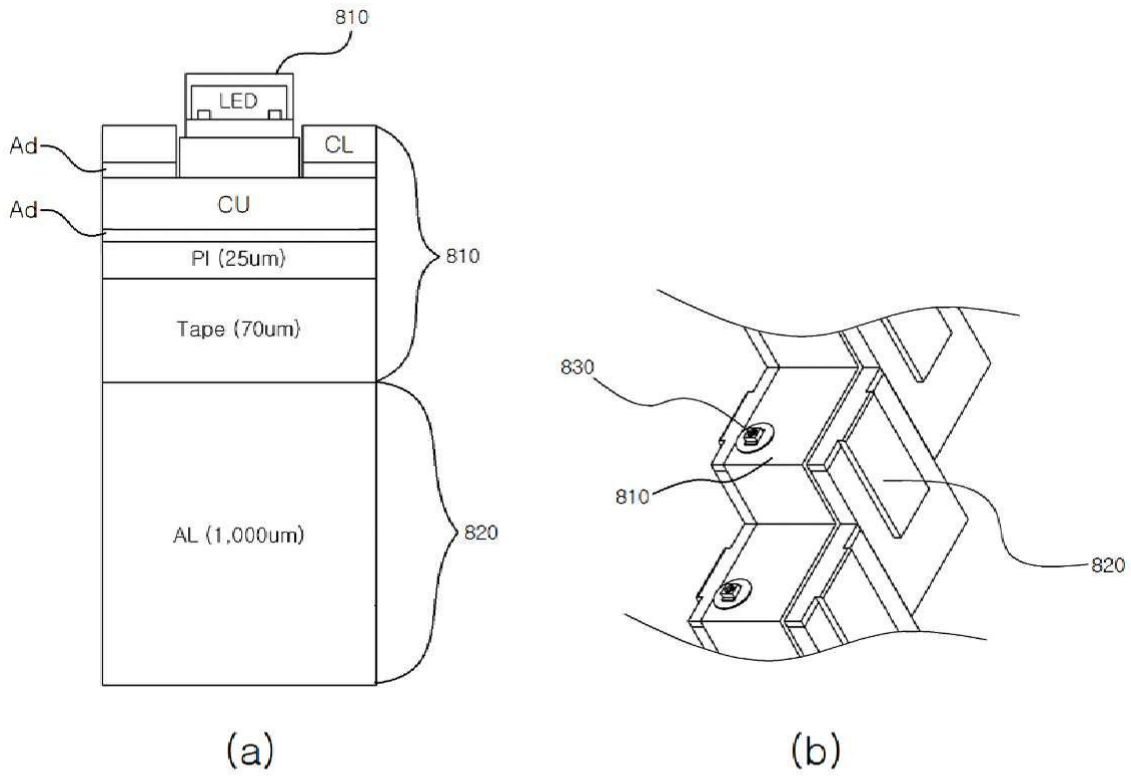 810
LED
Ad
CL
Ad
CU
PI (25um)
810
Tape (70um)
AL (1,000um)
820
830
810
820
(a)
(b)